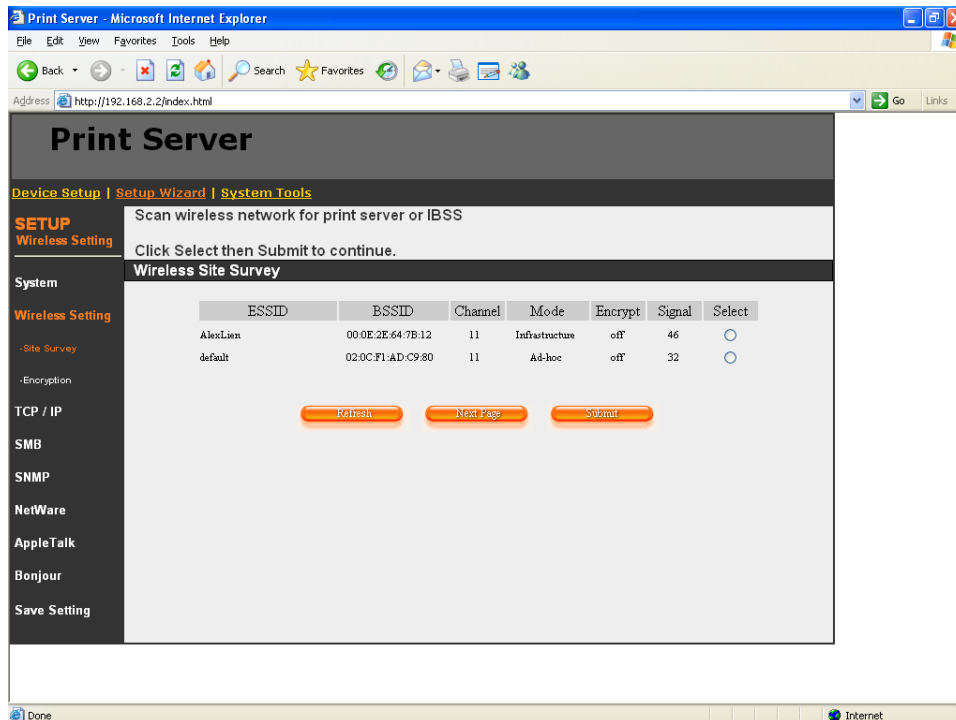 Print Server - Microsoft Internet Explorer
File Edit View Favorites Tools Help
Back Search Favorites
Address http://192.168.2.2/index.html Go Links
Print Server
Device Setup | Setup Wizard | System Tools
SETUP
Wireless Setting
System
Wireless Setting
-Site Survey
-Encryption
TCP / IP
SMB
SNMP
NetWare
AppleTalk
Bonjour
Save Setting
Scan wireless network for print server or IBSS
Click Select then Submit to continue.
Wireless Site Survey
ESSID BSSID Channel Mode Encrypt Signal Select
AlexLien 00:0E:2E:64:7B:12 11 Infrastructure off 46
default 02:0C:F1:AD:C9:80 11 Ad-hoc off 32
Refresh Next Page Submit
Done Internet